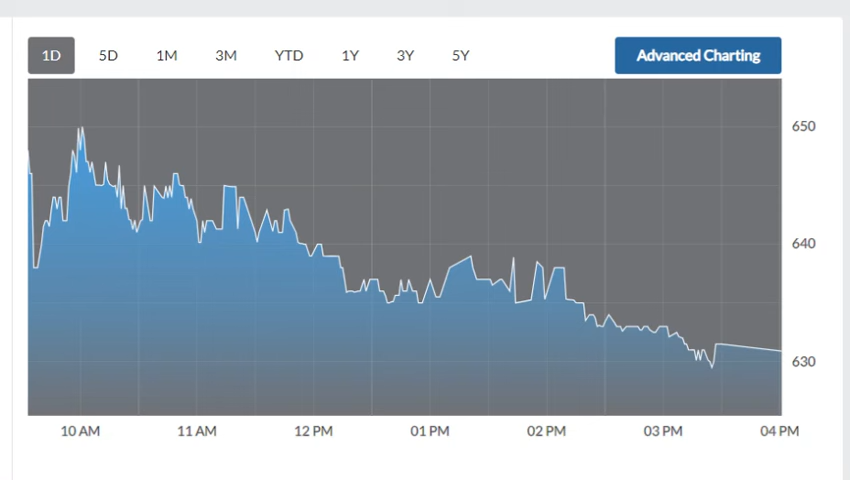 1D 5D 1M 3M YTD 1Y 3Y 5Y Advanced Charting
650
640
630
10 AM 11 AM 12 PM 01 PM 02 PM 03 PM 04 PM